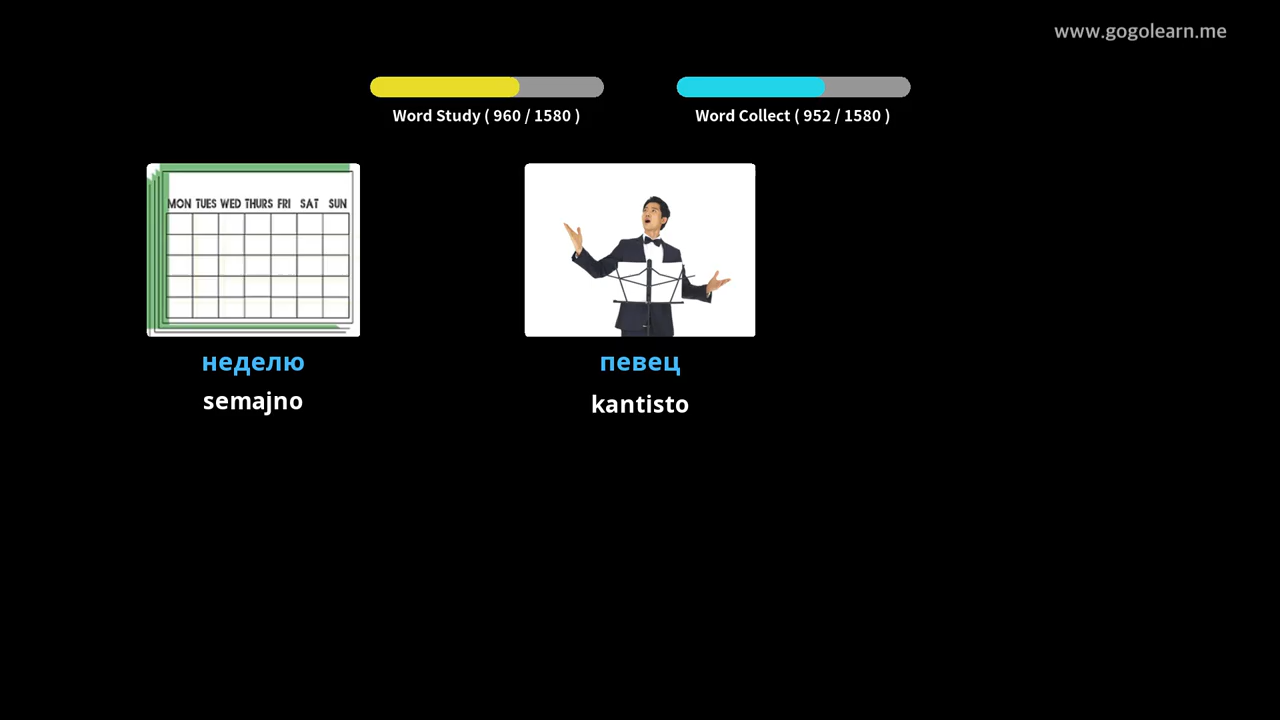 www.gogolearn.me
Word Study ( 960 / 1580 )
Word Collect ( 952 / 1580 )
MON TUES WED THURS FRI SAT SUN
неделю
semajno
певец
kantisto